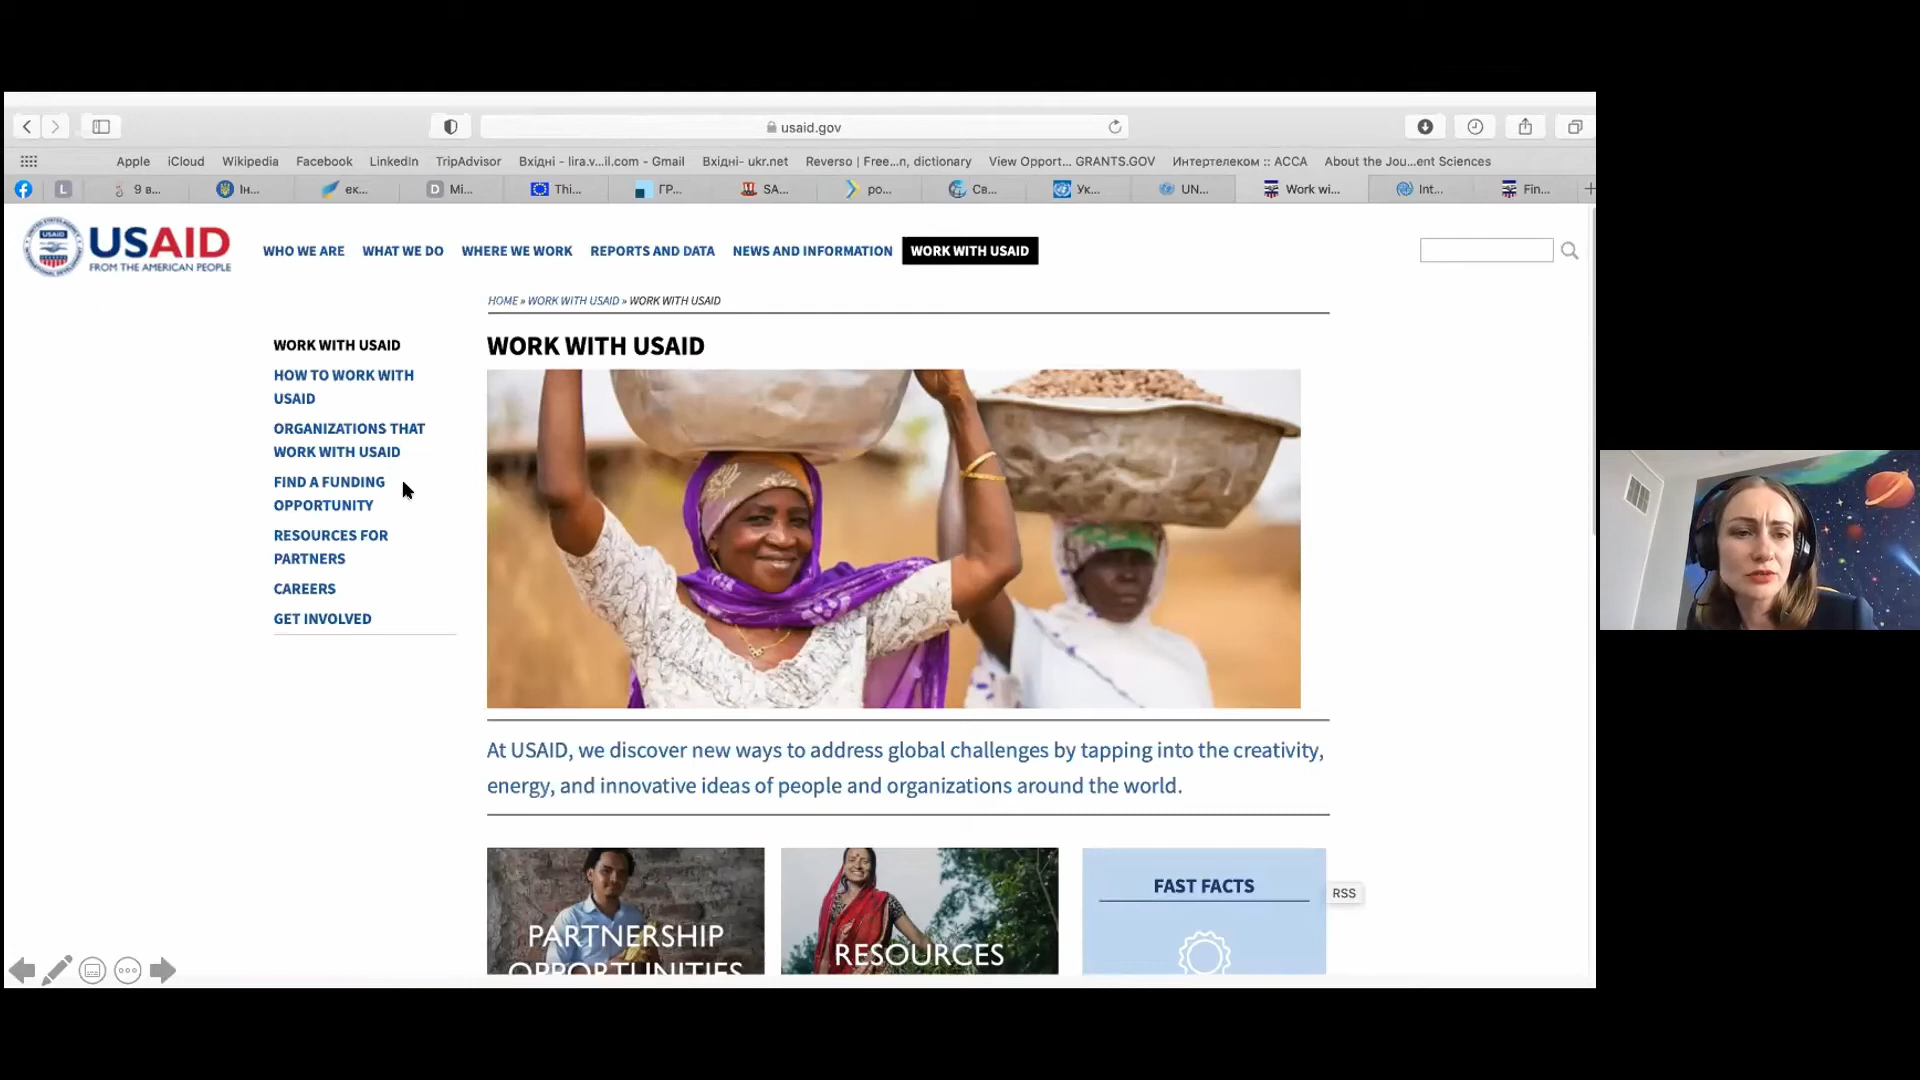 usaid.gov
Apple iCloud Wikipedia Facebook LinkedIn TripAdvisor Вхідні – lira.v...il.com – Gmail Вхідні– ukr.net Reverso | Free...n, dictionary View Opport... GRANTS.GOV Интертелеком :: АССА About the Jou...ent Sciences
L 9 в... Ін... ек... D Mi... Thi... ГР... SA... ро... Св... Ук... UN... Work wi... Int... Fin...
USAID
FROM THE AMERICAN PEOPLE
WHO WE ARE WHAT WE DO WHERE WE WORK REPORTS AND DATA NEWS AND INFORMATION WORK WITH USAID
HOME » WORK WITH USAID » WORK WITH USAID
WORK WITH USAID
HOW TO WORK WITH
USAID
ORGANIZATIONS THAT
WORK WITH USAID
FIND A FUNDING
OPPORTUNITY
RESOURCES FOR
PARTNERS
CAREERS
GET INVOLVED
WORK WITH USAID
At USAID, we discover new ways to address global challenges by tapping into the creativity,
energy, and innovative ideas of people and organizations around the world.
PARTNERSHIP
OPPORTUNITIES
RESOURCES
FAST FACTS
RSS